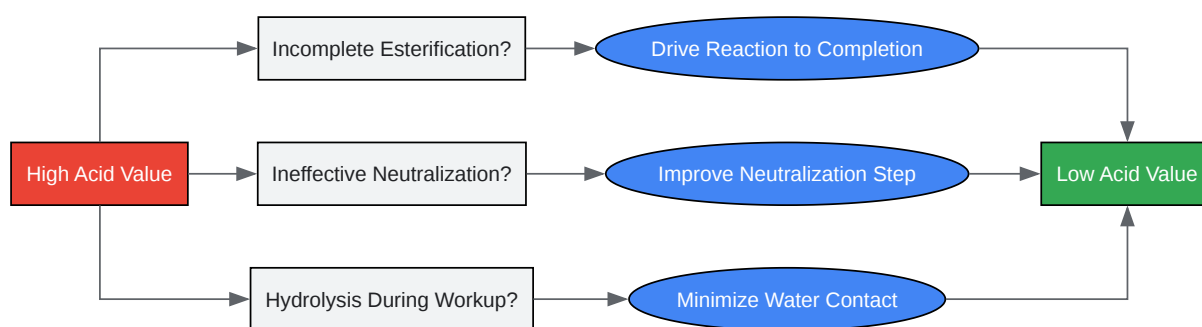 Incomplete Esterification?
Drive Reaction to Completion
High Acid Value
Ineffective Neutralization?
Improve Neutralization Step
Low Acid Value
Hydrolysis During Workup?
Minimize Water Contact